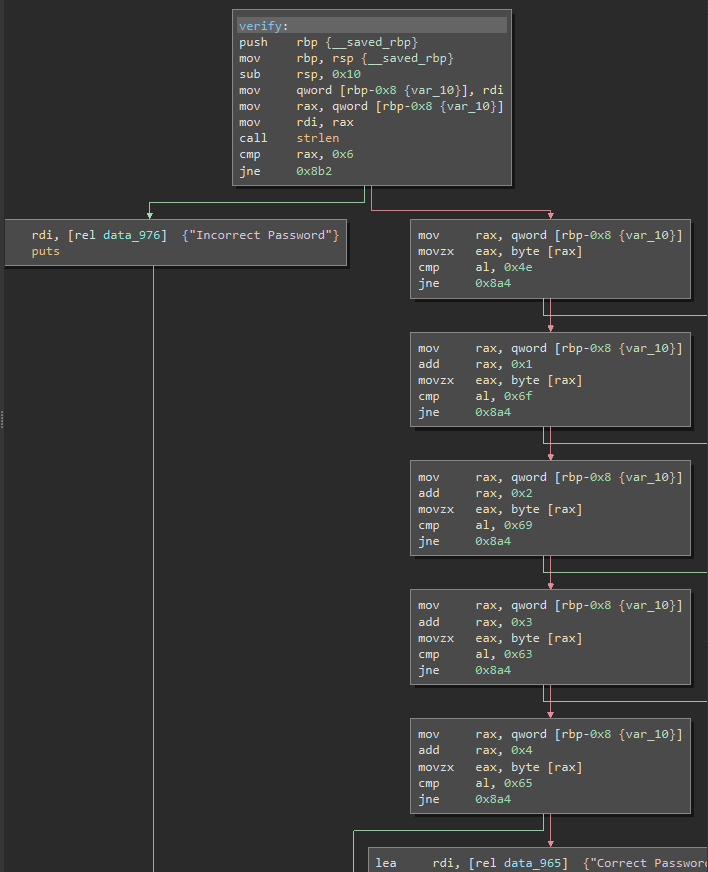 verify:
push rbp {__saved_rbp}
mov rbp, rsp {__saved_rbp}
sub rsp, 0x10
mov qword [rbp-0x8 {var_10}], rdi
mov rax, qword [rbp-0x8 {var_10}]
mov rdi, rax
call strlen
cmp rax, 0x6
jne 0x8b2
rdi, [rel data_976] {"Incorrect Password"}
puts
mov rax, qword [rbp-0x8 {var_10}]
movzx eax, byte [rax]
cmp al, 0x4e
jne 0x8a4
mov rax, qword [rbp-0x8 {var_10}]
add rax, 0x1
movzx eax, byte [rax]
cmp al, 0x6f
jne 0x8a4
mov rax, qword [rbp-0x8 {var_10}]
add rax, 0x2
movzx eax, byte [rax]
cmp al, 0x69
jne 0x8a4
mov rax, qword [rbp-0x8 {var_10}]
add rax, 0x3
movzx eax, byte [rax]
cmp al, 0x63
jne 0x8a4
mov rax, qword [rbp-0x8 {var_10}]
add rax, 0x4
movzx eax, byte [rax]
cmp al, 0x65
jne 0x8a4
lea rdi, [rel data_965] {"Correct Password